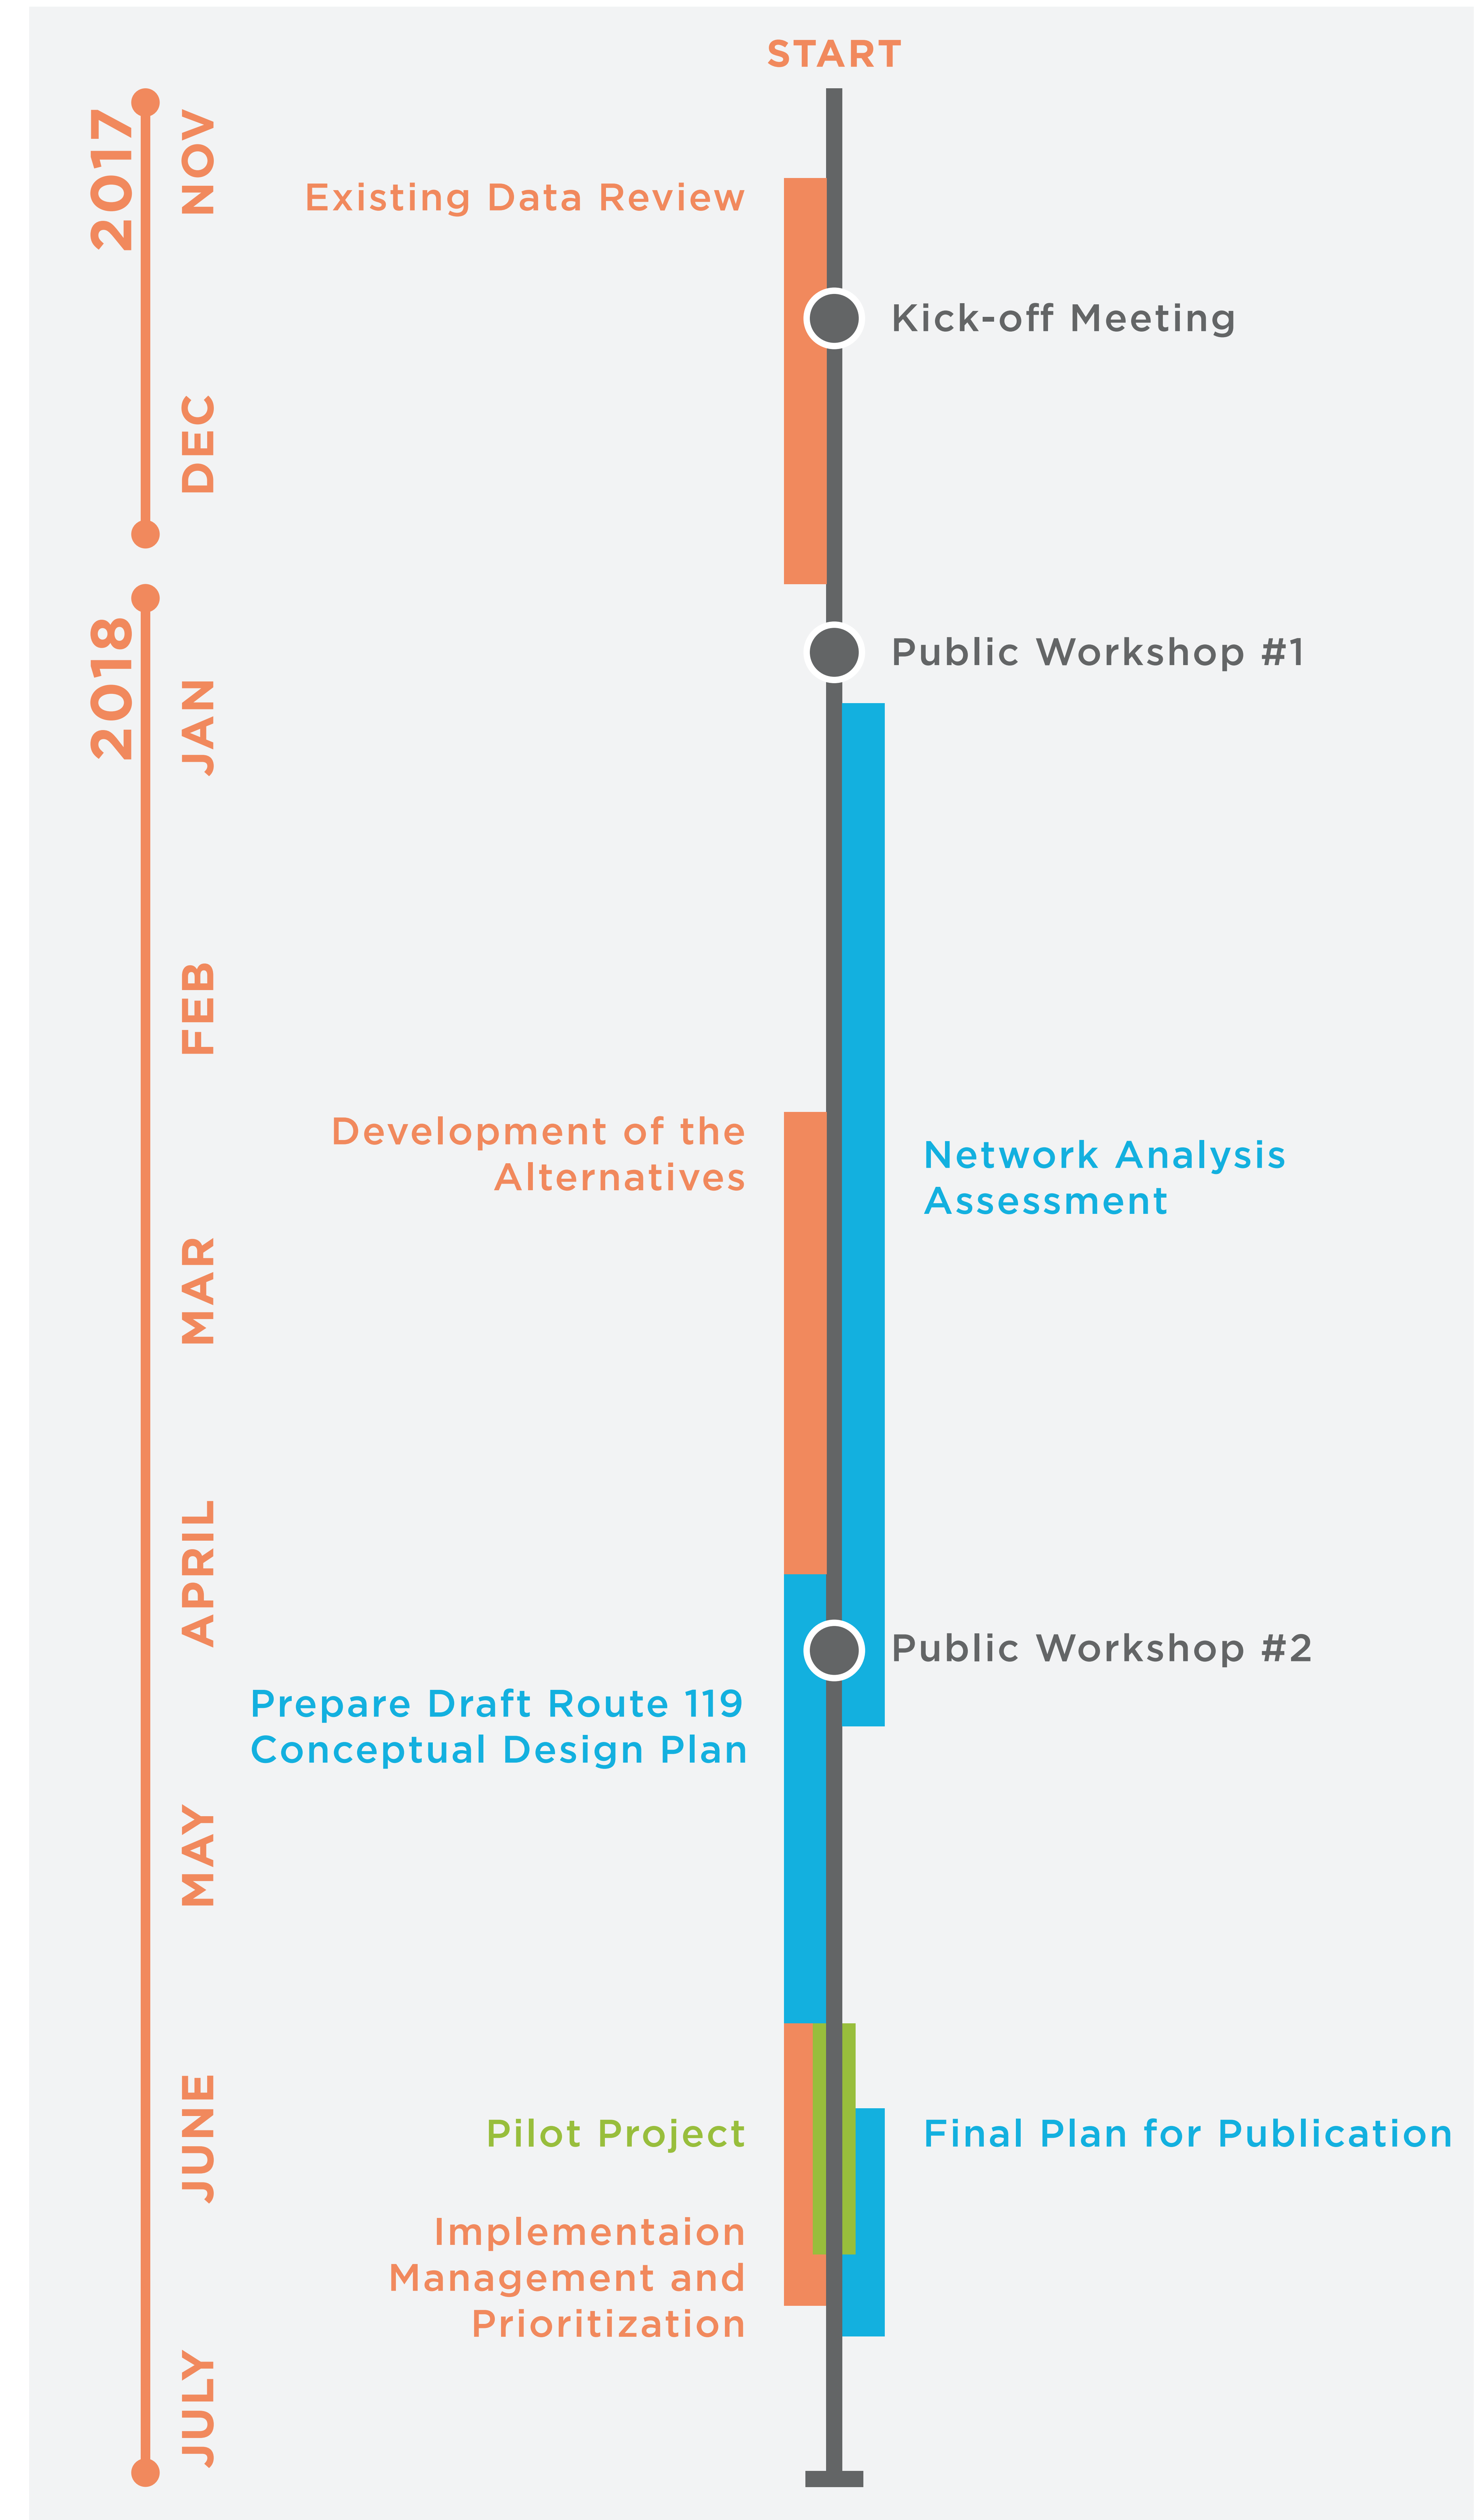 START
2017
NOV
Existing Data Review
Kick-off Meeting
DEC
2018
Public Workshop #1
JAN
FEB
Development of the
Alternatives
Network Analysis
Assessment
MAR
APRIL
Public Workshop #2
Prepare Draft Route 119
Conceptual Design Plan
MAY
JUNE
Pilot Project
Final Plan for Publication
Implementaion
Management and
Prioritization
JULY